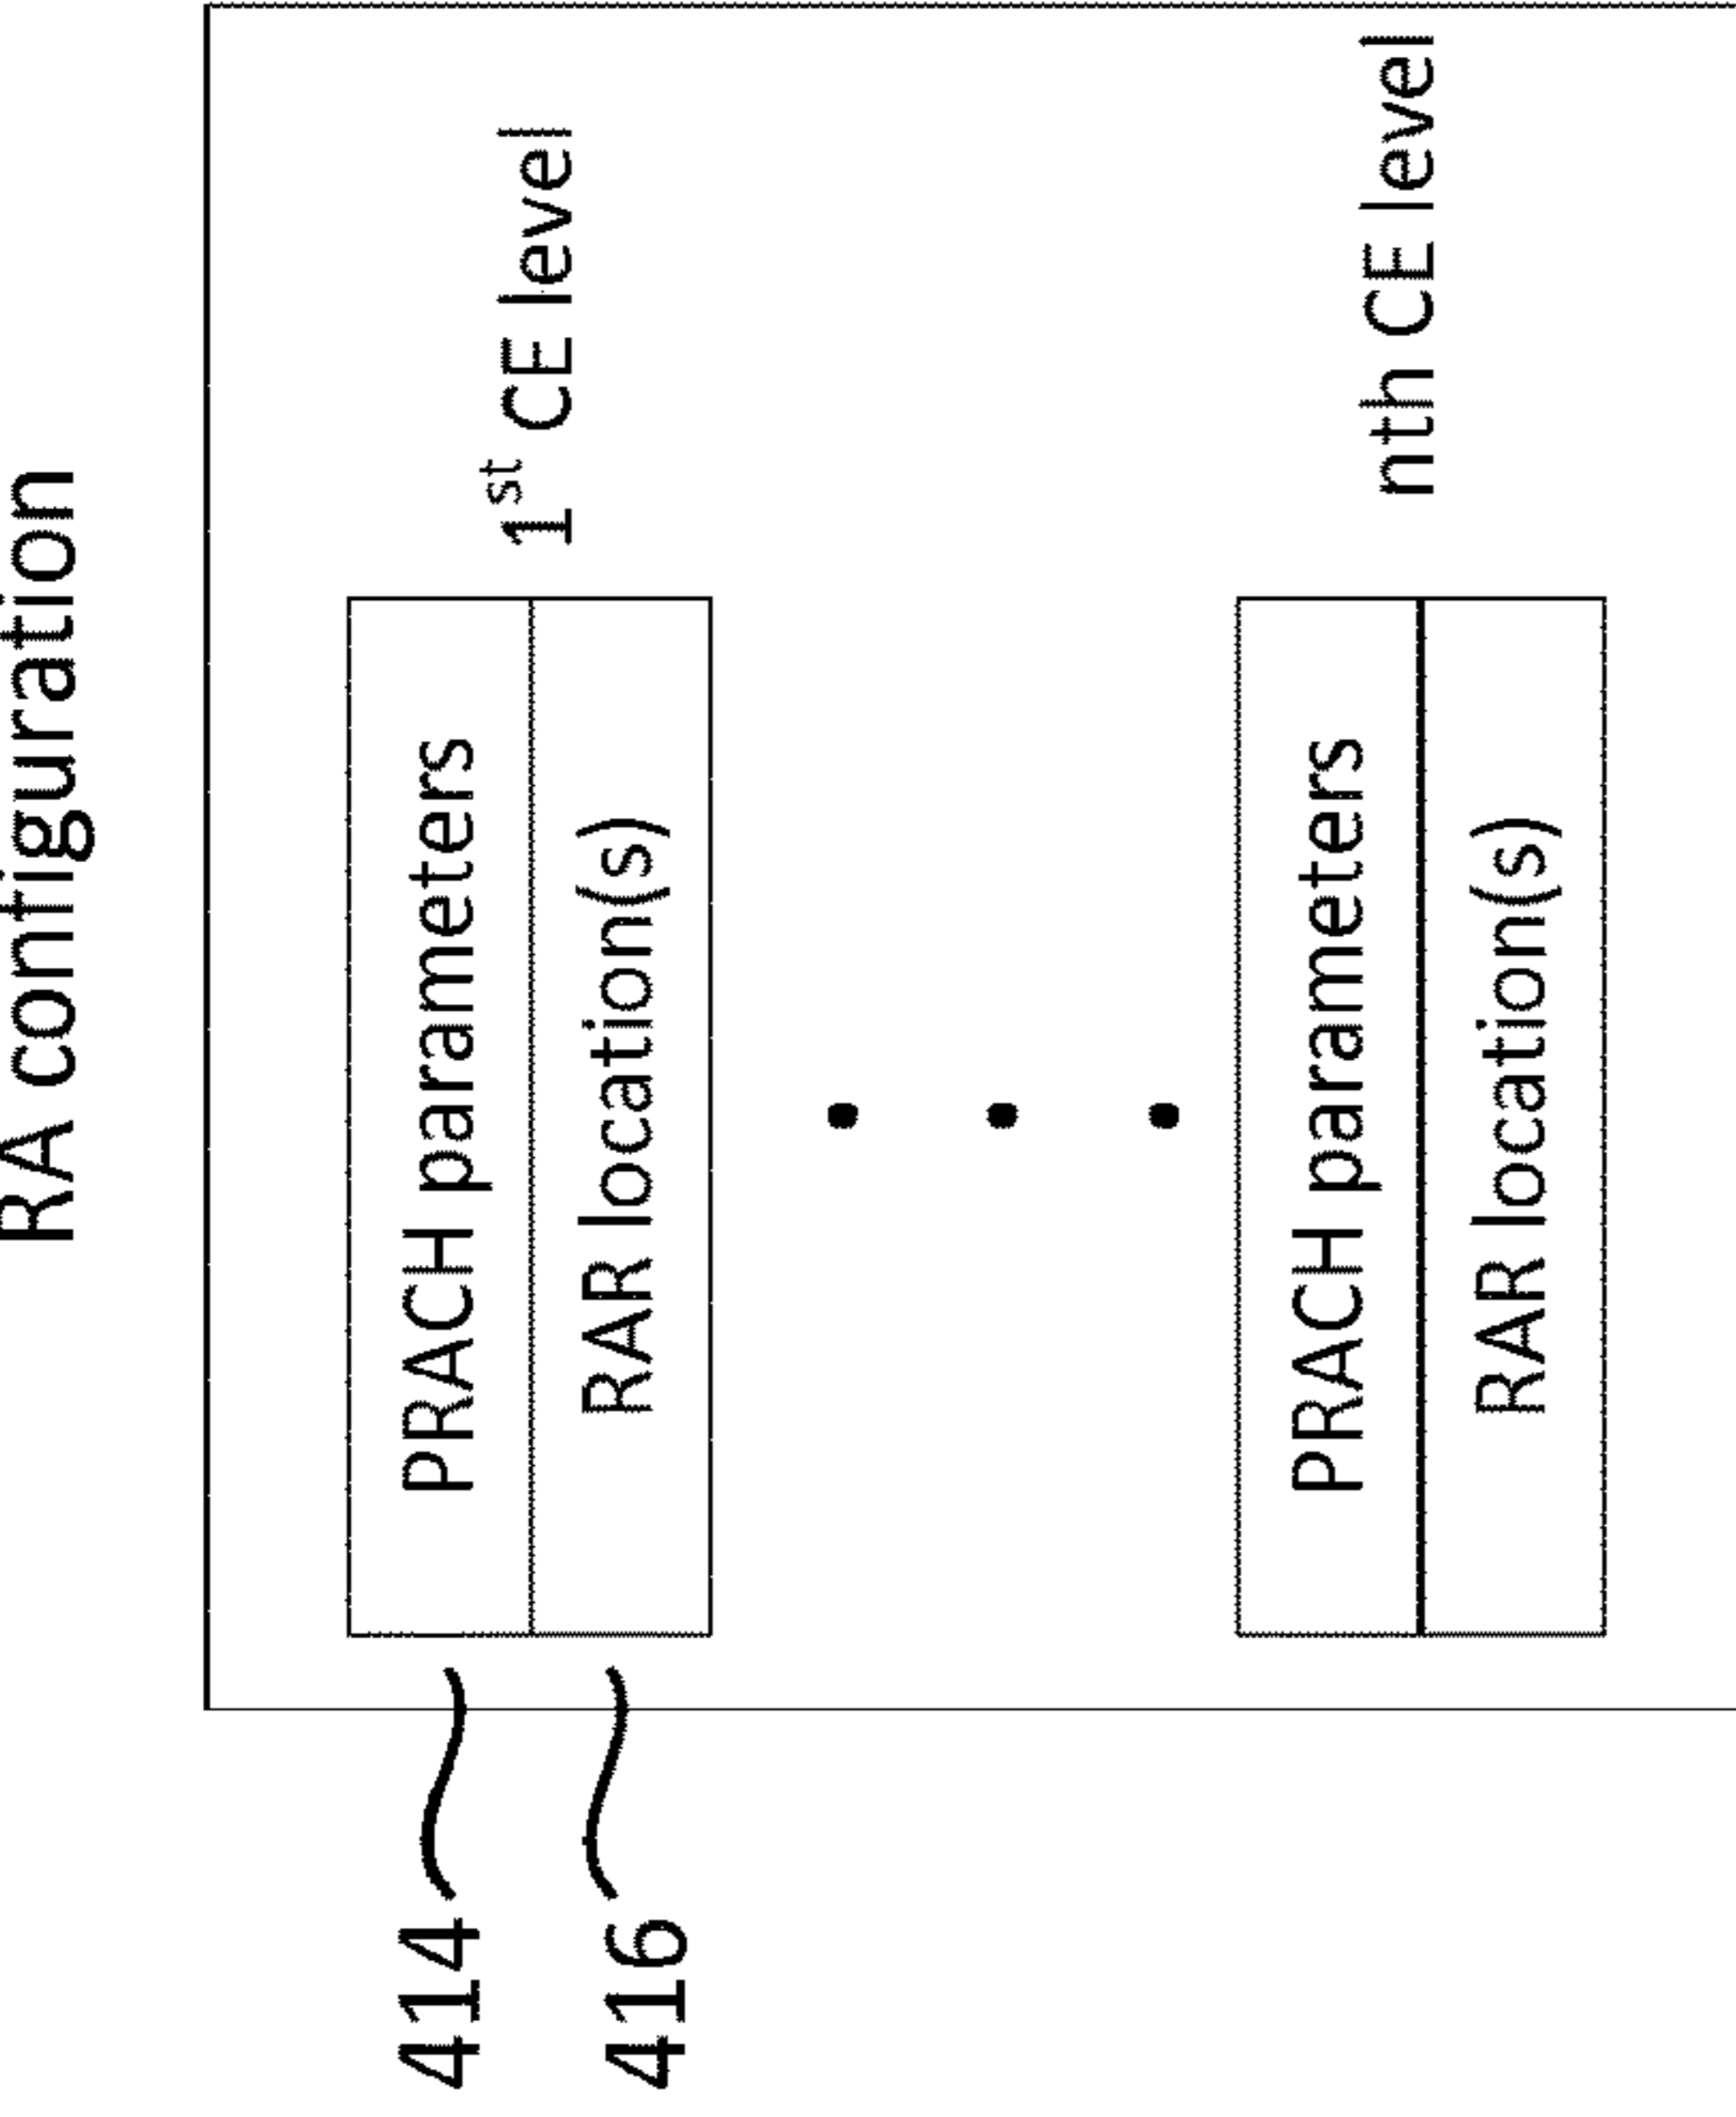 RA configuration
414
PRACH parameters
1st CE level
416
RAR location(s)
PRACH parameters
nth CE level
RAR location(s)